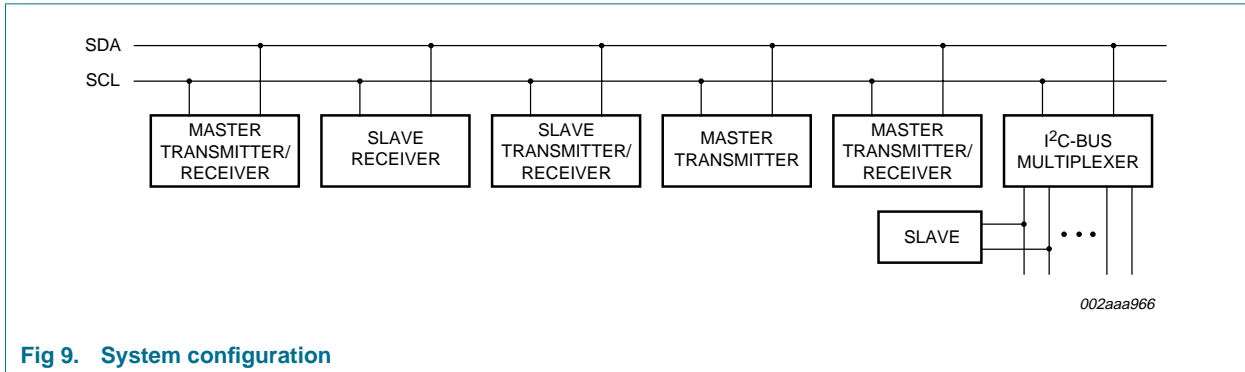 SDA
SCL
MASTER
TRANSMITTER/
RECEIVER
SLAVE
RECEIVER
SLAVE
TRANSMITTER/
RECEIVER
MASTER
TRANSMITTER
MASTER
TRANSMITTER/
RECEIVER
I²C-BUS
MULTIPLEXER
SLAVE
002aaa966
Fig 9. System configuration